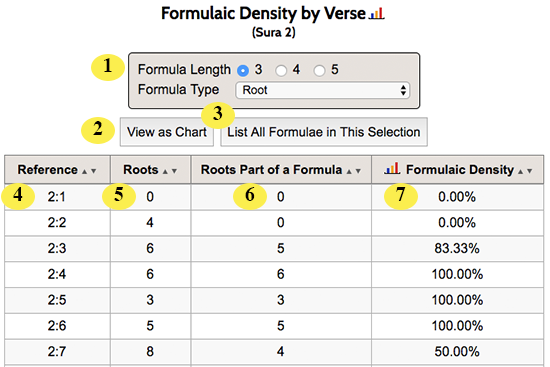 Formulaic Density by Verse
(Sura 2)
1 Formula Length 3 4 5
Formula Type Root
2 View as Chart 3 List All Formulae in This Selection
Reference Roots Roots Part of a Formula Formulaic Density
4 2:1 5 0 6 0 7 0.00%
2:2 4 0 0.00%
2:3 6 5 83.33%
2:4 6 6 100.00%
2:5 3 3 100.00%
2:6 5 5 100.00%
2:7 8 4 50.00%